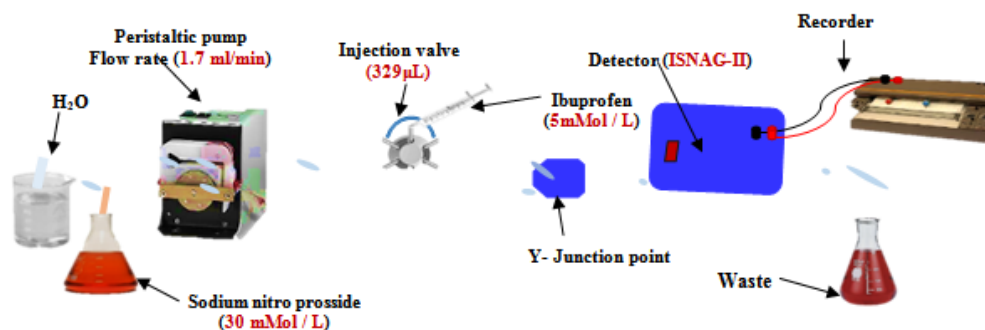 Recorder
Peristaltic pump
Flow rate (1.7 ml/min)
Injection valve
(329µL)
Detector (ISNAG-II)
H₂O
Ibuprofen
(5mMol / L)
Y- Junction point
Waste
Sodium nitro prosside
(30 mMol / L)